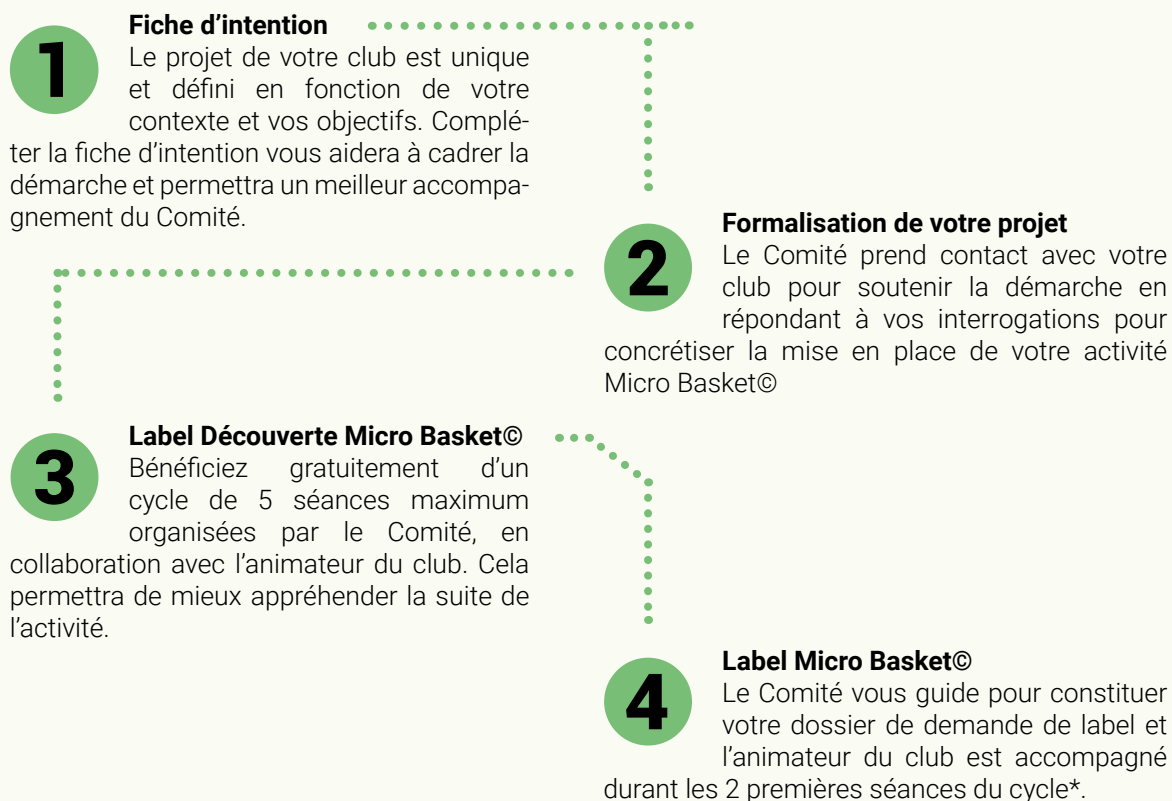 1
Fiche d’intention
Le projet de votre club est unique
et défini en fonction de votre
contexte et vos objectifs. Complé-
ter la fiche d’intention vous aidera à cadrer la
démarche et permettra un meilleur accompa-
gnement du Comité.
2
Formalisation de votre projet
Le Comité prend contact avec votre
club pour soutenir la démarche en
répondant à vos interrogations pour
concrétiser la mise en place de votre activité
Micro Basket©
3
Label Découverte Micro Basket©
Bénéficiez gratuitement d’un
cycle de 5 séances maximum
organisées par le Comité, en
collaboration avec l’animateur du club. Cela
permettra de mieux appréhender la suite de
l’activité.
4
Label Micro Basket©
Le Comité vous guide pour constituer
votre dossier de demande de label et
l’animateur du club est accompagné
durant les 2 premières séances du cycle*.